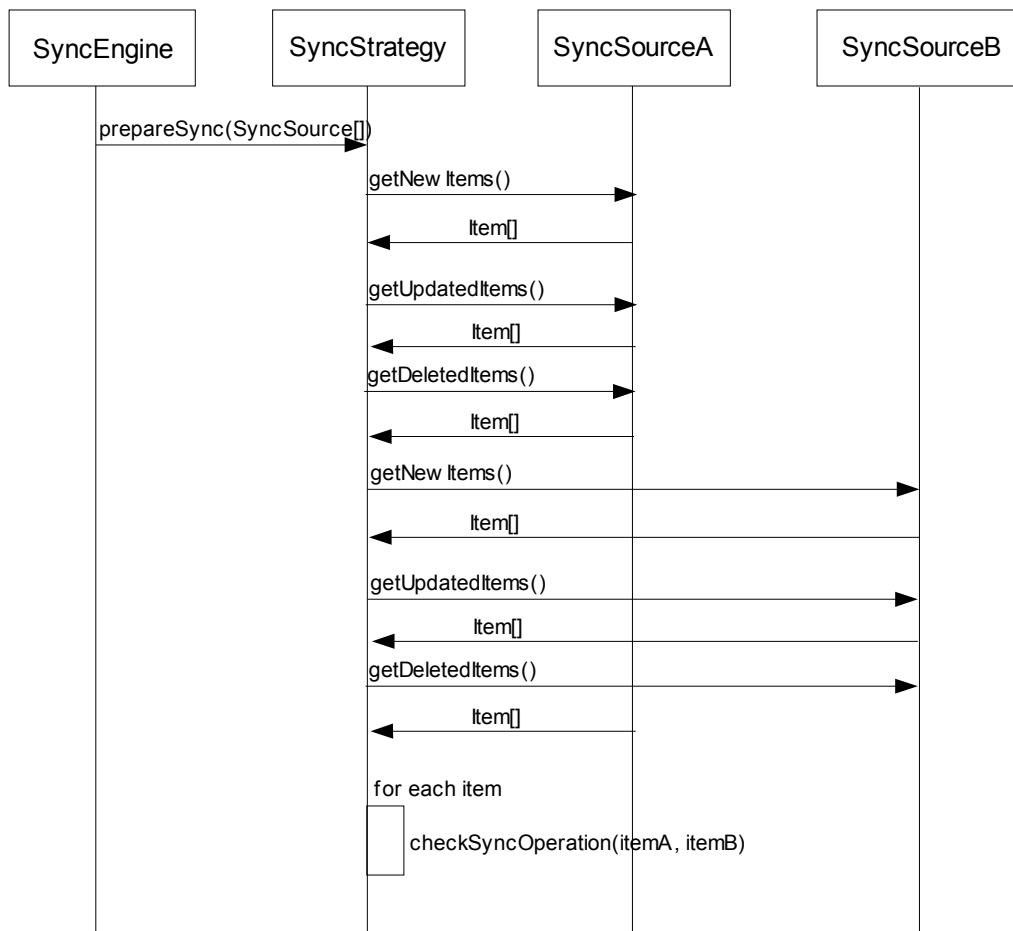 SyncEngine
SyncStrategy
SyncSourceA
SyncSourceB
prepareSync(SyncSource[])
getNew Items()
Item[]
getUpdatedItems()
Item[]
getDeletedItems()
Item[]
getNew Items()
Item[]
getUpdatedItems()
Item[]
getDeletedItems()
Item[]
for each item
checkSyncOperation(itemA, itemB)